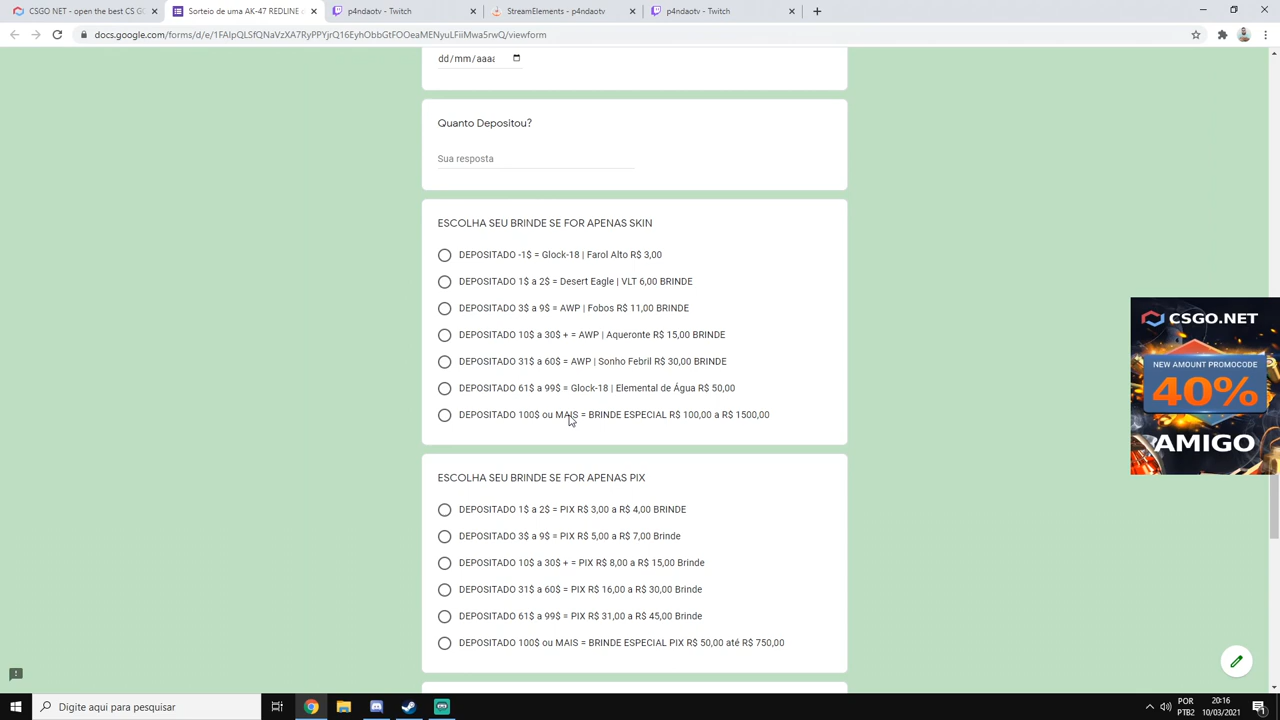 CSGO NET - open the best CS GO
Sorteio de uma AK-47 REDLINE d
p4ndaotv - Twitch
StreamElements - p4ndaotv
p4ndaotv - Twitch
docs.google.com/forms/d/e/1FAIpQLSfQNaVzXA7RyPPYjrQ16EyhObbGtFOOeaMENyuLFiiMwa5rwQ/viewform
dd/mm/aaaa
Quanto Depositou?
Sua resposta
ESCOLHA SEU BRINDE SE FOR APENAS SKIN
DEPOSITADO -1$ = Glock-18 | Farol Alto R$ 3,00
DEPOSITADO 1$ a 2$ = Desert Eagle | VLT 6,00 BRINDE
DEPOSITADO 3$ a 9$ = AWP | Fobos R$ 11,00 BRINDE
DEPOSITADO 10$ a 30$ + = AWP | Aqueronte R$ 15,00 BRINDE
DEPOSITADO 31$ a 60$ = AWP | Sonho Febril R$ 30,00 BRINDE
DEPOSITADO 61$ a 99$ = Glock-18 | Elemental de Água R$ 50,00
DEPOSITADO 100$ ou MAIS = BRINDE ESPECIAL R$ 100,00 a R$ 1500,00
ESCOLHA SEU BRINDE SE FOR APENAS PIX
DEPOSITADO 1$ a 2$ = PIX R$ 3,00 a R$ 4,00 BRINDE
DEPOSITADO 3$ a 9$ = PIX R$ 5,00 a R$ 7,00 Brinde
DEPOSITADO 10$ a 30$ + = PIX R$ 8,00 a R$ 15,00 Brinde
DEPOSITADO 31$ a 60$ = PIX R$ 16,00 a R$ 30,00 Brinde
DEPOSITADO 61$ a 99$ = PIX R$ 31,00 a R$ 45,00 Brinde
DEPOSITADO 100$ ou MAIS = BRINDE ESPECIAL PIX R$ 50,00 até R$ 750,00
CSGO.NET
NEW AMOUNT PROMOCODE
40%
AMIGO
Digite aqui para pesquisar
POR
PTB2
20:16
10/03/2021
1